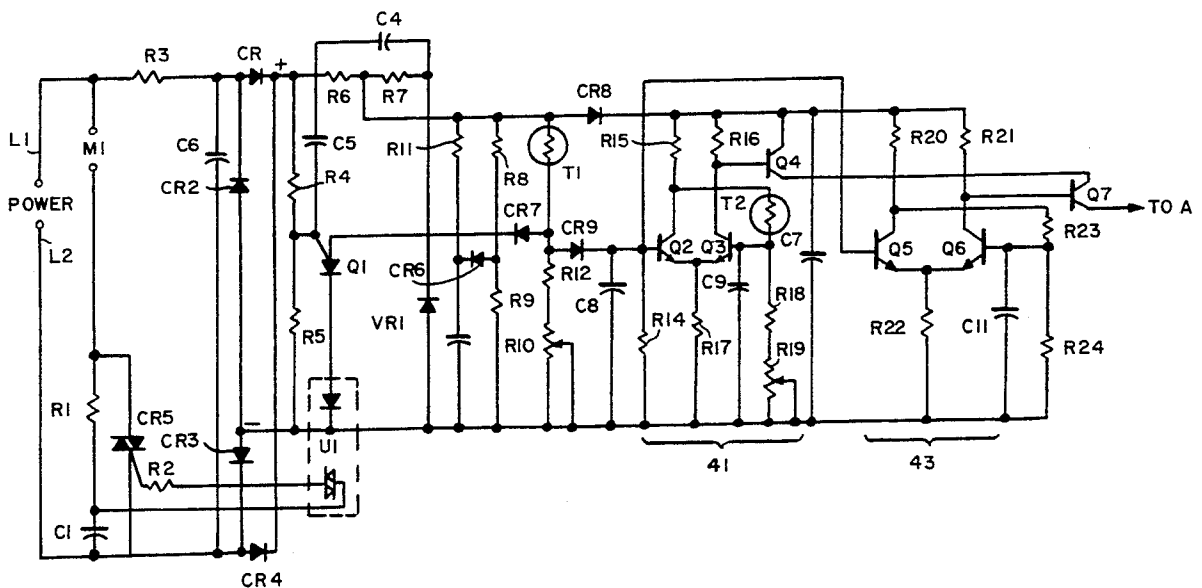 C4
R3
CR
+
R6
R7
CR8
L1
M1
C6
C5
R11
R8
T1
R15
R16
Q4
R20
R21
CR2
R4
T2
Q7
TO A
POWER
L2
CR7
CR9
Q2
Q3
C7
Q5
Q6
R23
Q1
CR6
R12
C9
R18
R5
VR1
R9
C8
R14
R17
R22
C11
R10
R19
R24
R1
CR5
CR3
−
U1
41
43
R2
C1
CR4